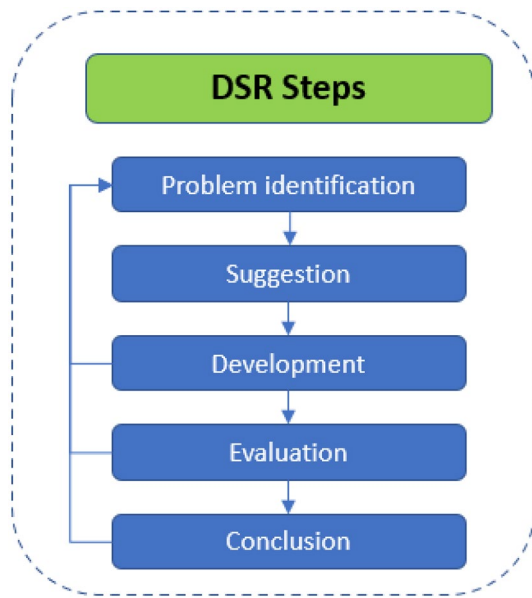 DSR Steps
Problem identification
Suggestion
Development
Evaluation
Conclusion